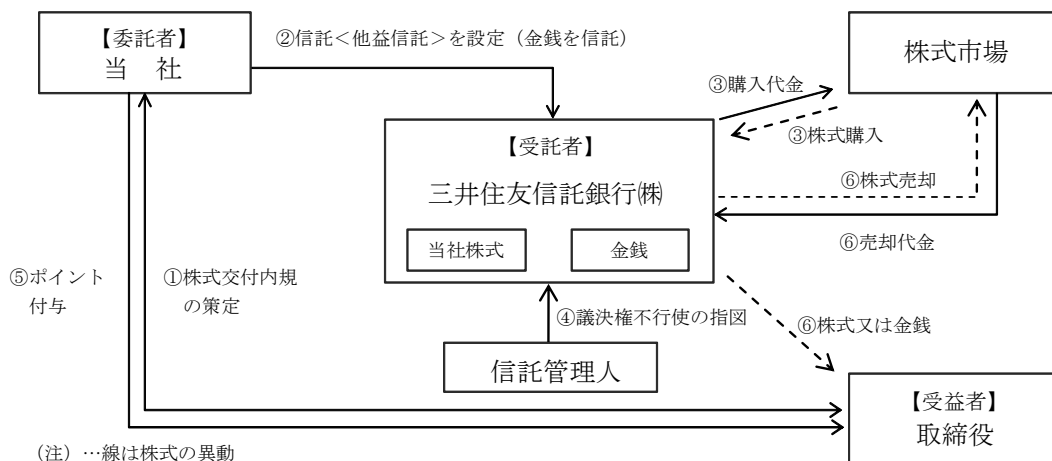 【委託者】
当　社
②信託<他益信託>を設定（金銭を信託）
株式市場
③購入代金
③株式購入
【受託者】
三井住友信託銀行㈱
当社株式
金銭
⑥株式売却
⑥売却代金
⑤ポイント
付与
①株式交付内規
の策定
④議決権不行使の指図
⑥株式又は金銭
信託管理人
【受益者】
取締役
（注）…線は株式の異動